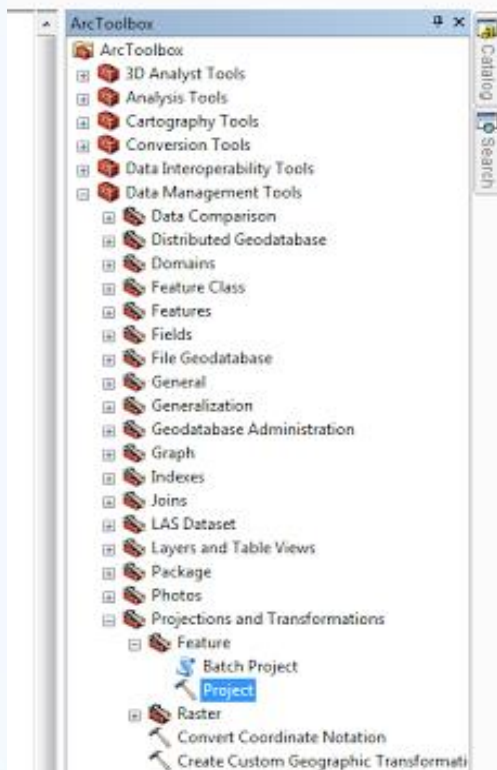 ArcToolbox
ArcToolbox
3D Analyst Tools
Analysis Tools
Cartography Tools
Conversion Tools
Data Interoperability Tools
Data Management Tools
Data Comparison
Distributed Geodatabase
Domains
Feature Class
Features
Fields
File Geodatabase
General
Generalization
Geodatabase Administration
Graph
Indexes
Joins
LAS Dataset
Layers and Table Views
Package
Photos
Projections and Transformations
Feature
Batch Project
Project
Raster
Convert Coordinate Notation
Create Custom Geographic Transformati
Catalog
Search